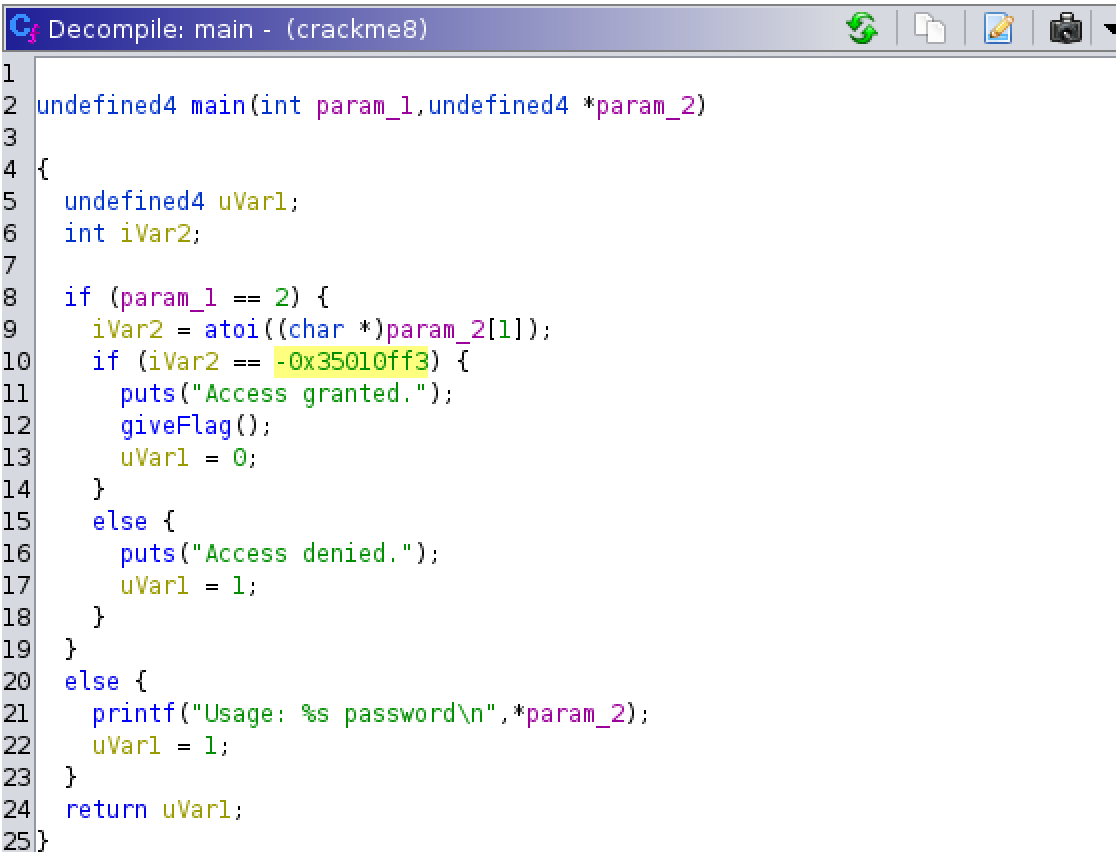 Decompile: main - (crackme8)
1
2 undefined4 main(int param_1,undefined4 *param_2)
3
4 {
5   undefined4 uVar1;
6   int iVar2;
7
8   if (param_1 == 2) {
9     iVar2 = atoi((char *)param_2[1]);
10     if (iVar2 == -0x35010ff3) {
11       puts("Access granted.");
12       giveFlag();
13       uVar1 = 0;
14     }
15     else {
16       puts("Access denied.");
17       uVar1 = 1;
18     }
19   }
20   else {
21     printf("Usage: %s password\n",*param_2);
22     uVar1 = 1;
23   }
24   return uVar1;
25 }